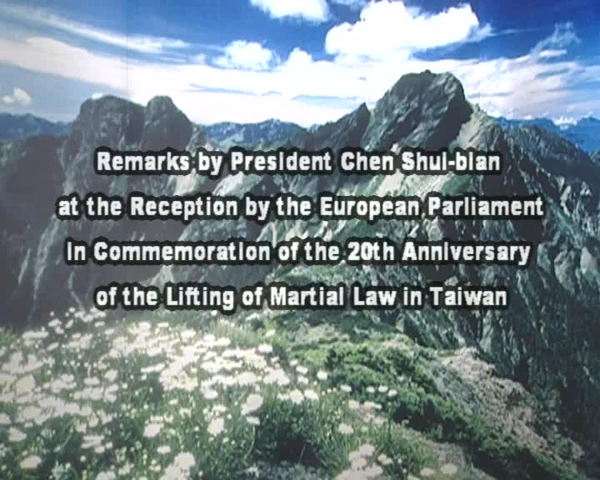 Remarks by President Chen Shui-bian
at the Reception by the European Parliament
in Commemoration of the 20th Anniversary
of the Lifting of Martial Law in Taiwan